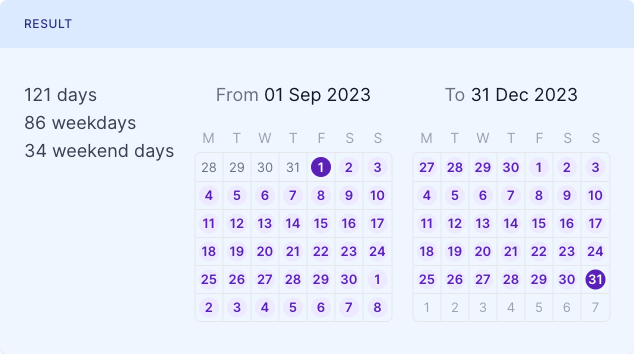 RESULT
121 days
86 weekdays
34 weekend days
From 01 Sep 2023
M T W T F S S
28 29 30 31 1 2 3
4 5 6 7 8 9 10
11 12 13 14 15 16 17
18 19 20 21 22 23 24
25 26 27 28 29 30 1
2 3 4 5 6 7 8
To 31 Dec 2023
M T W T F S S
27 28 29 30 1 2 3
4 5 6 7 8 9 10
11 12 13 14 15 16 17
18 19 20 21 22 23 24
25 26 27 28 29 30 31
1 2 3 4 5 6 7